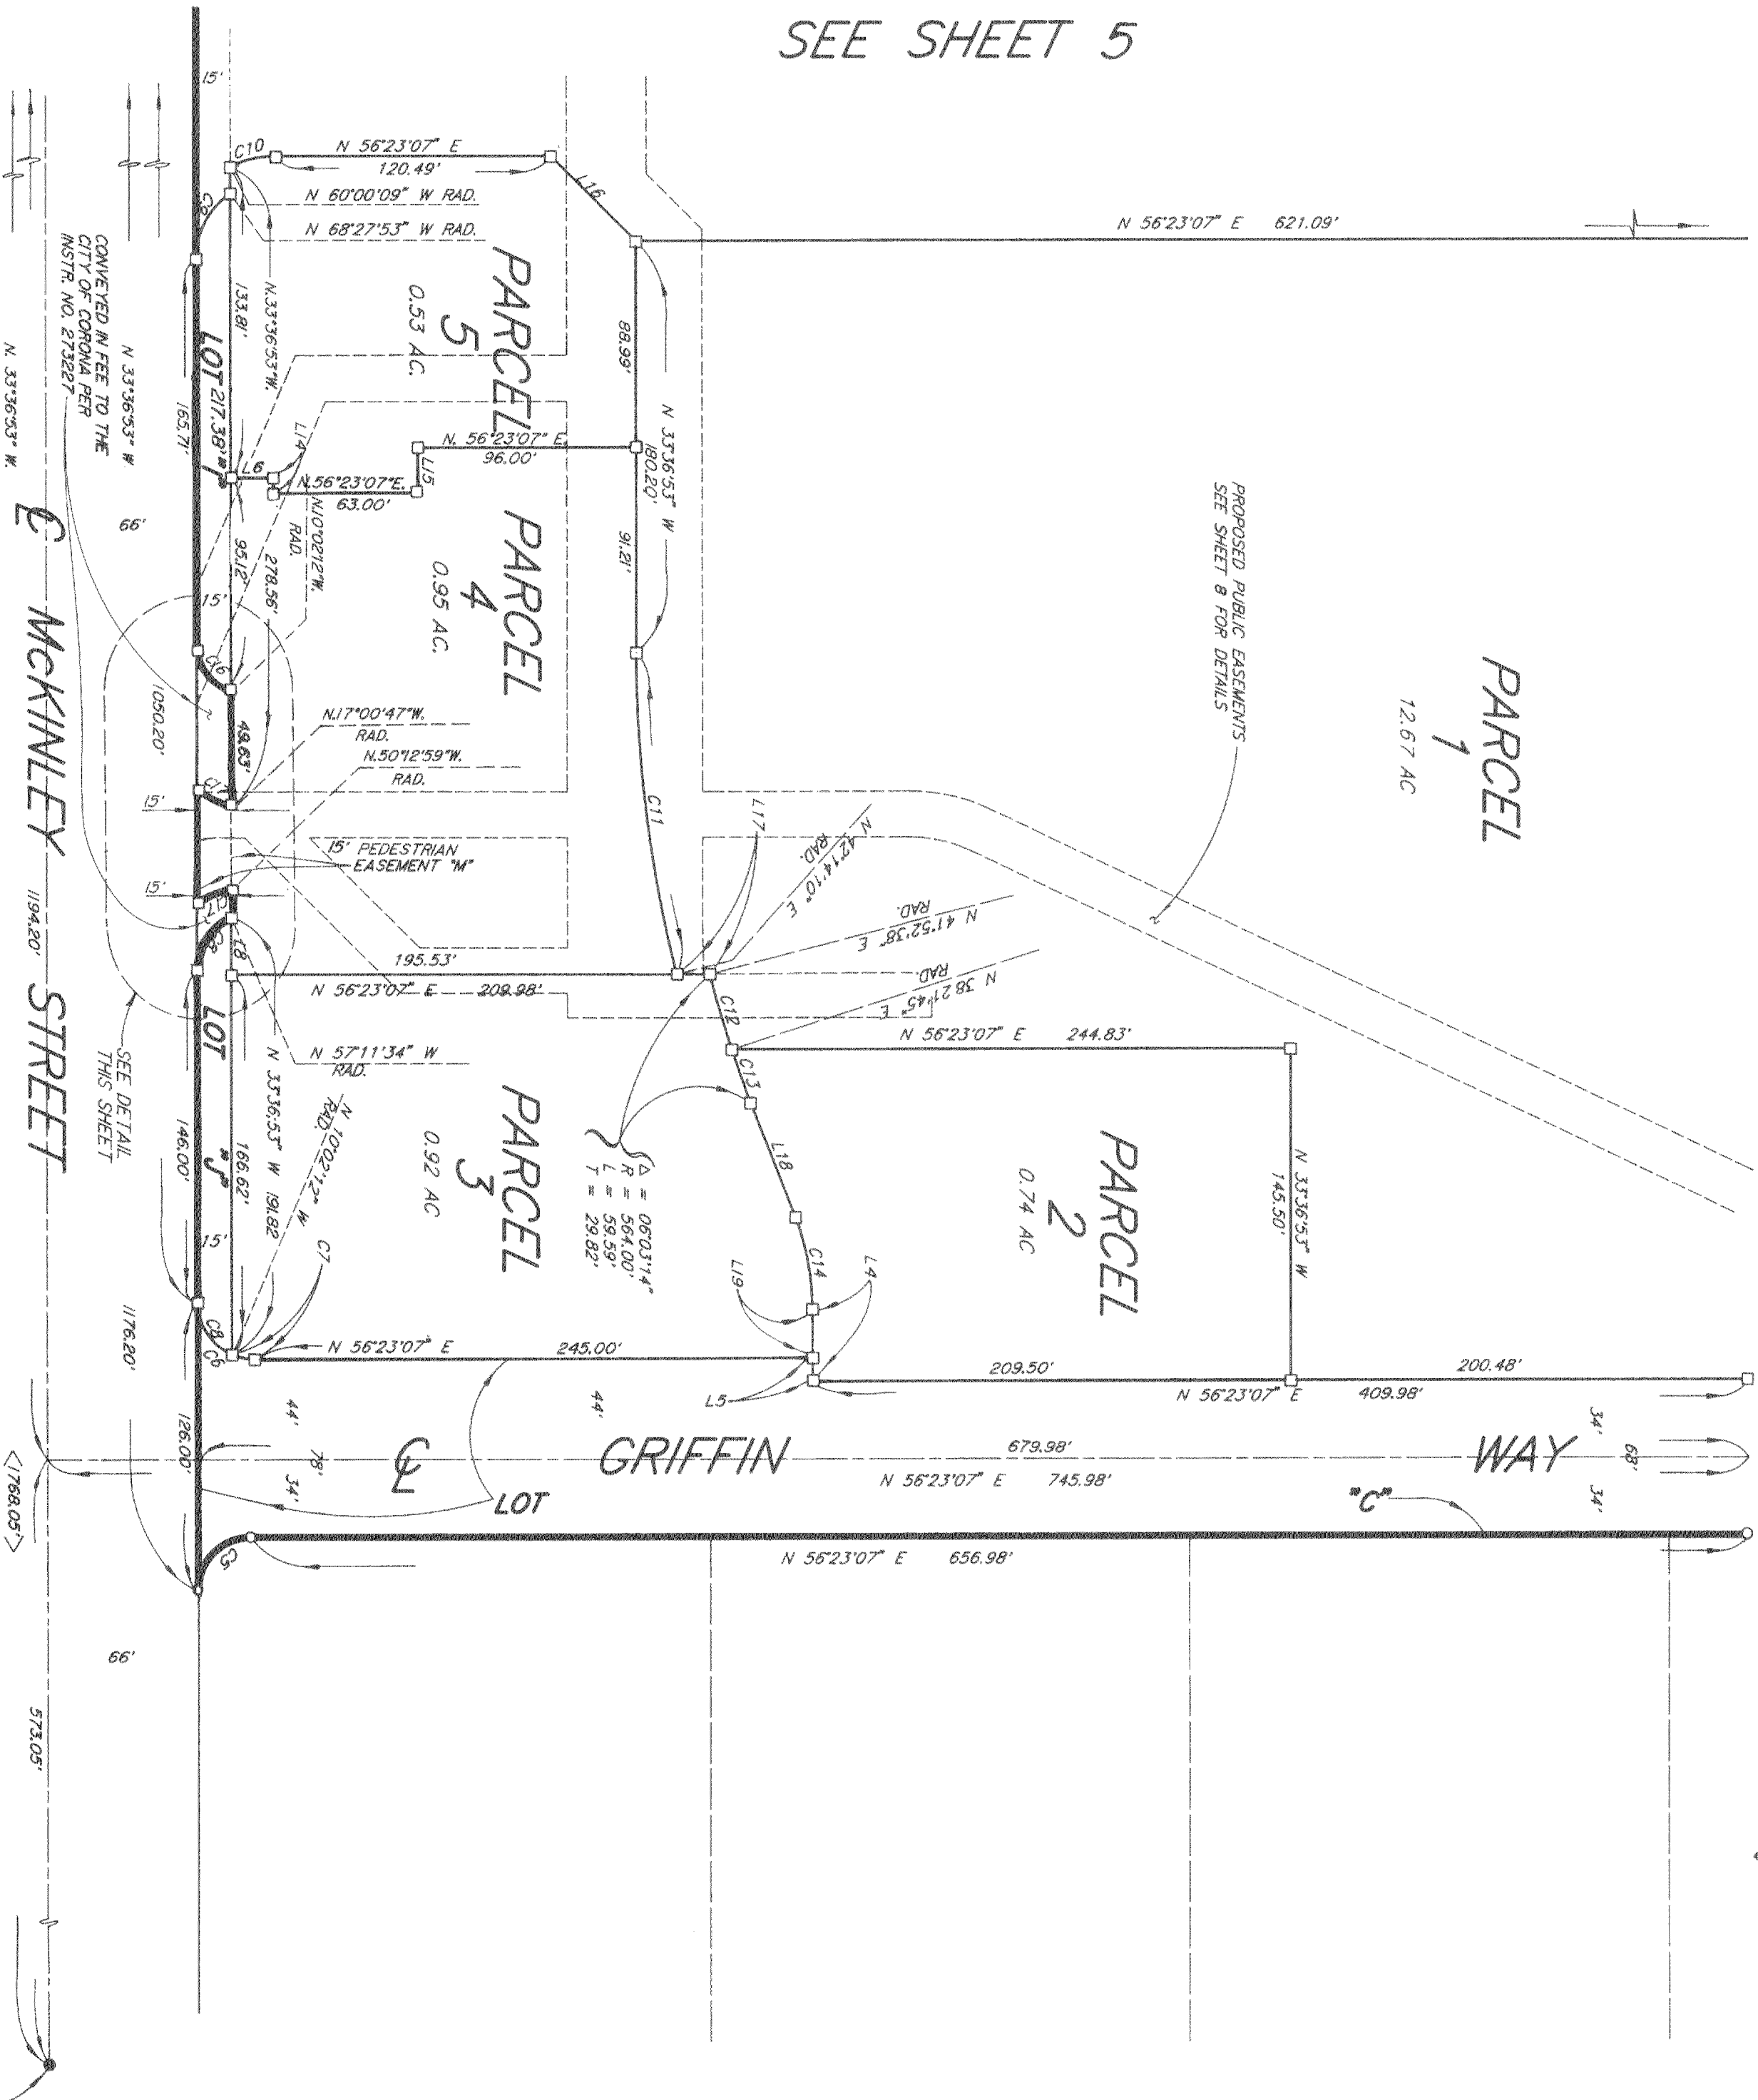 SEE SHEET 5
15'
C10
N 56°23'07" E
120.49'
L16
N 60°00'09" W RAD.
N 68°27'53" W RAD.
C9
N 56°23'07" E 621.09'
CONVEYED IN FEE TO THE
CITY OF CORONA PER
INSTR. NO. 273227
N 33°36'53" W
N. 33°36'53" W.
N.33°36'53"W.
133.81'
165.71'
LOT
217.38'
"I"
PARCEL
5
0.53 AC.
88.99'
N 33°36'53" W
180.20'
91.21'
L14
L6
N. 56°23'07" E.
96.00'
L15
N.56°23'07"E.
63.00'
N.10°02'12"W.
RAD.
PARCEL
4
0.95 AC.
66'
95.12'
278.56'
15'
C16
1050.20'
49.63'
N.17°00'47"W.
RAD.
N.50°12'59"W.
RAD.
15'
15' PEDESTRIAN
EASEMENT "M"
15'
C17
C8
L8
C11
L17
N 42°14'10" E
RAD.
N 41°52'38" E
RAD.
RAD
N 38°21'45" E
PROPOSED PUBLIC EASEMENTS
SEE SHEET 8 FOR DETAILS
PARCEL
1
12.67 AC
195.53'
N 56°23'07" E 209.98'
C12
C13
N 56°23'07" E 244.83'
N 57°11'34" W
RAD.
SEE DETAIL
THIS SHEET
LOT
"J"
146.00'
166.62'
N 33°36'53" W 191.82
N 10°02'12" W
RAD.
15'
C7
PARCEL
3
0.92 AC
Δ = 06°03'14"
R = 564.00'
L = 59.59'
T = 29.82'
L18
C14
L19
L4
PARCEL
2
0.74 AC
N 33°36'53" W
145.50'
C8
C6
N 56°23'07" E
245.00'
L5
209.50'
200.48'
N 56°23'07" E
409.98'
℄ McKINLEY STREET
1194.20'
1176.20'
126.00'
44'
78'
34'
44'
℄ GRIFFIN WAY
679.98'
N 56°23'07" E 745.98'
34'
68'
34'
LOT
"C"
C5
N 56°23'07" E 656.98'
<1768.05'>
66'
573.05'